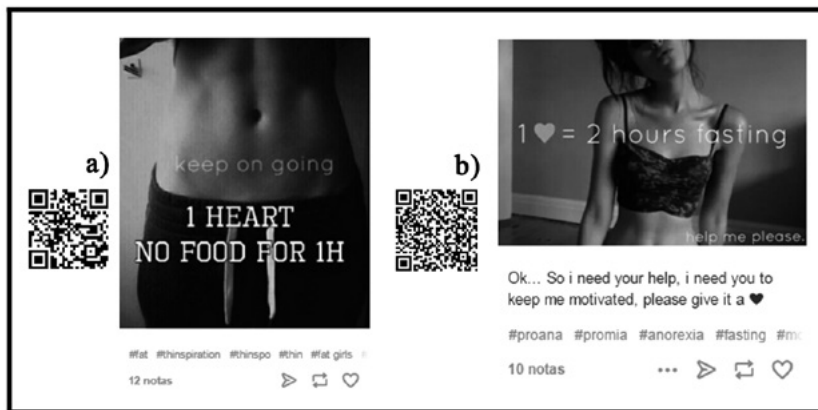 a)
keep on going
1 HEART
NO FOOD FOR 1H
#fat #thinspiration #thinspo #thin #fat girls
12 notas
b)
1 ♥ = 2 hours fasting
help me please.
Ok... So i need your help, i need you to
keep me motivated, please give it a ♥
#proana #promia #anorexia #fasting
10 notas